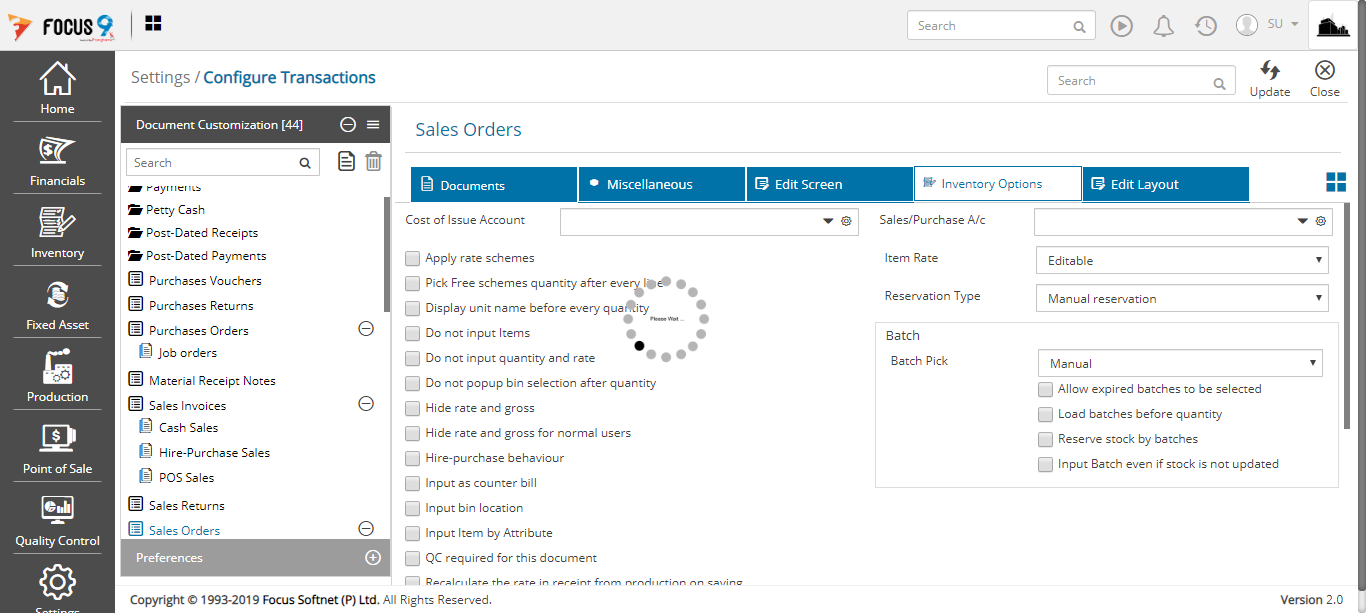 FOCUS 9
Search
SU
Settings / Configure Transactions
Search
Update
Close
Home
Financials
Inventory
Fixed Asset
Production
Point of Sale
Quality Control
Settings
Document Customization [44]
Search
Payments
Petty Cash
Post-Dated Receipts
Post-Dated Payments
Purchases Vouchers
Purchases Returns
Purchases Orders
Job orders
Material Receipt Notes
Sales Invoices
Cash Sales
Hire-Purchase Sales
POS Sales
Sales Returns
Sales Orders
Preferences
Sales Orders
Documents
Miscellaneous
Edit Screen
Inventory Options
Edit Layout
Cost of Issue Account
Apply rate schemes
Pick Free schemes quantity after every line
Display unit name before every quantity
Do not input Items
Do not input quantity and rate
Do not popup bin selection after quantity
Hide rate and gross
Hide rate and gross for normal users
Hire-purchase behaviour
Input as counter bill
Input bin location
Input Item by Attribute
QC required for this document
Recalculate the rate in receipt from production on saving
Please Wait ...
Sales/Purchase A/c
Item Rate
Editable
Reservation Type
Manual reservation
Batch
Batch Pick
Manual
Allow expired batches to be selected
Load batches before quantity
Reserve stock by batches
Input Batch even if stock is not updated
Copyright © 1993-2019 Focus Softnet (P) Ltd. All Rights Reserved.
Version 2.0